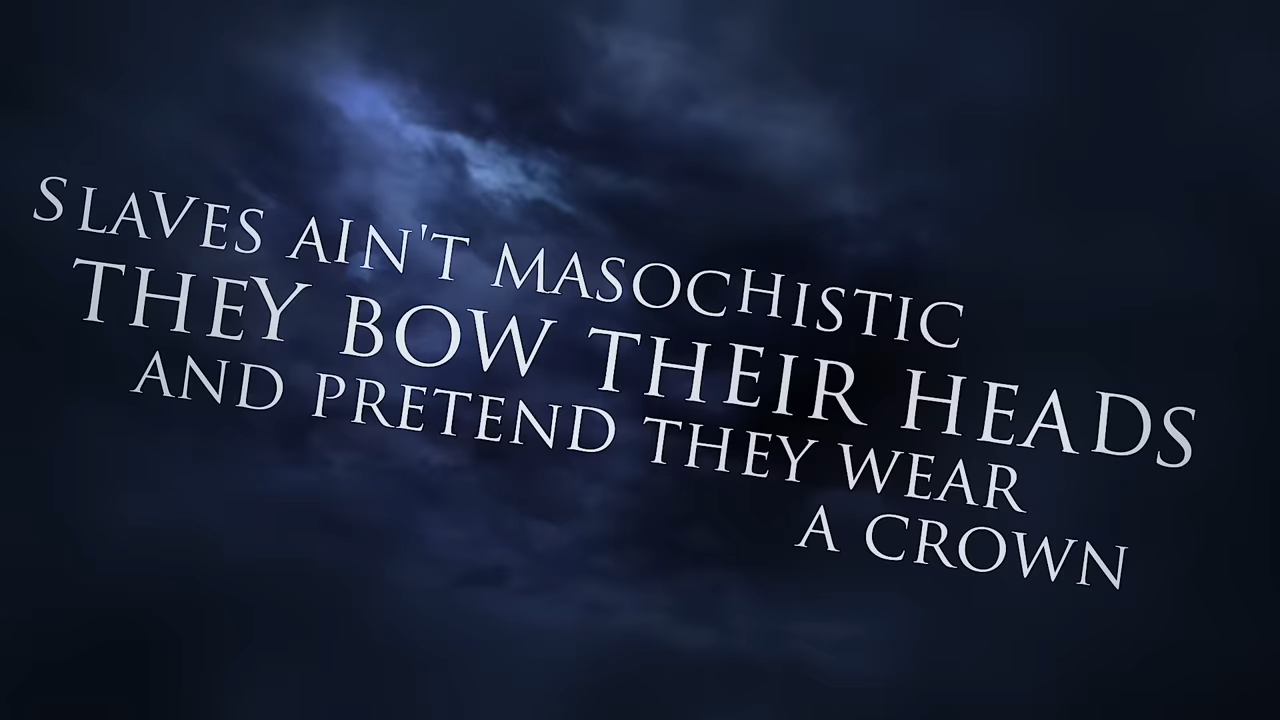 SLAVES AIN'T MASOCHISTIC
THEY BOW THEIR HEADS
AND PRETEND THEY WEAR
A CROWN